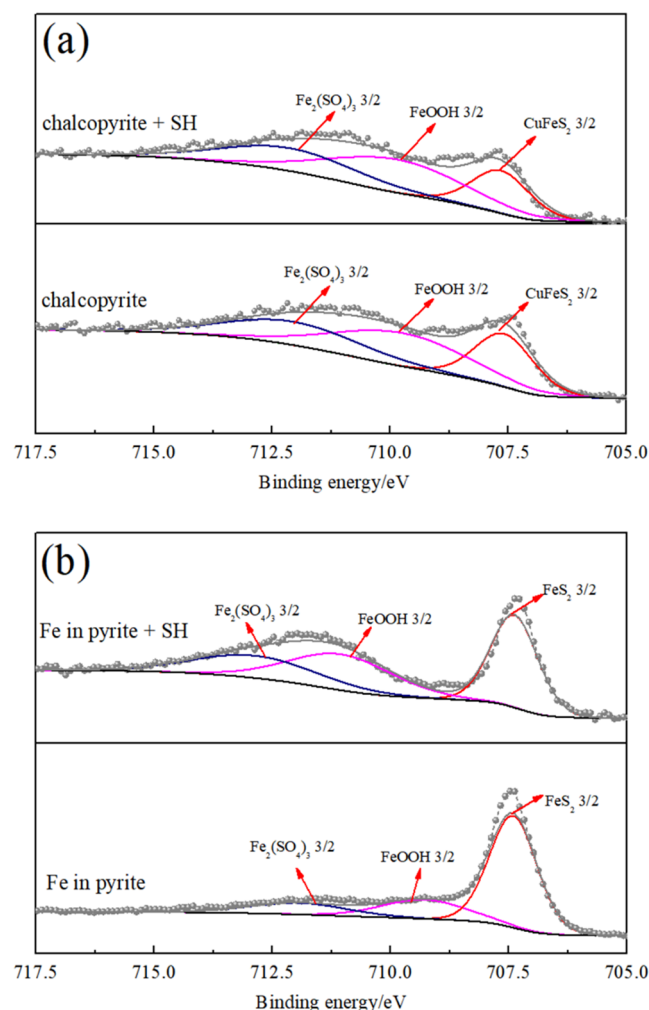 (a)
Fe₂(SO₄)₃ 3/2
FeOOH 3/2
CuFeS₂ 3/2
chalcopyrite + SH
Fe₂(SO₄)₃ 3/2
FeOOH 3/2
CuFeS₂ 3/2
chalcopyrite
717.5 715.0 712.5 710.0 707.5 705.0
Binding energy/eV
(b)
FeS₂ 3/2
Fe₂(SO₄)₃ 3/2
FeOOH 3/2
Fe in pyrite + SH
FeS₂ 3/2
Fe₂(SO₄)₃ 3/2
FeOOH 3/2
Fe in pyrite
717.5 715.0 712.5 710.0 707.5 705.0
Binding energy/eV